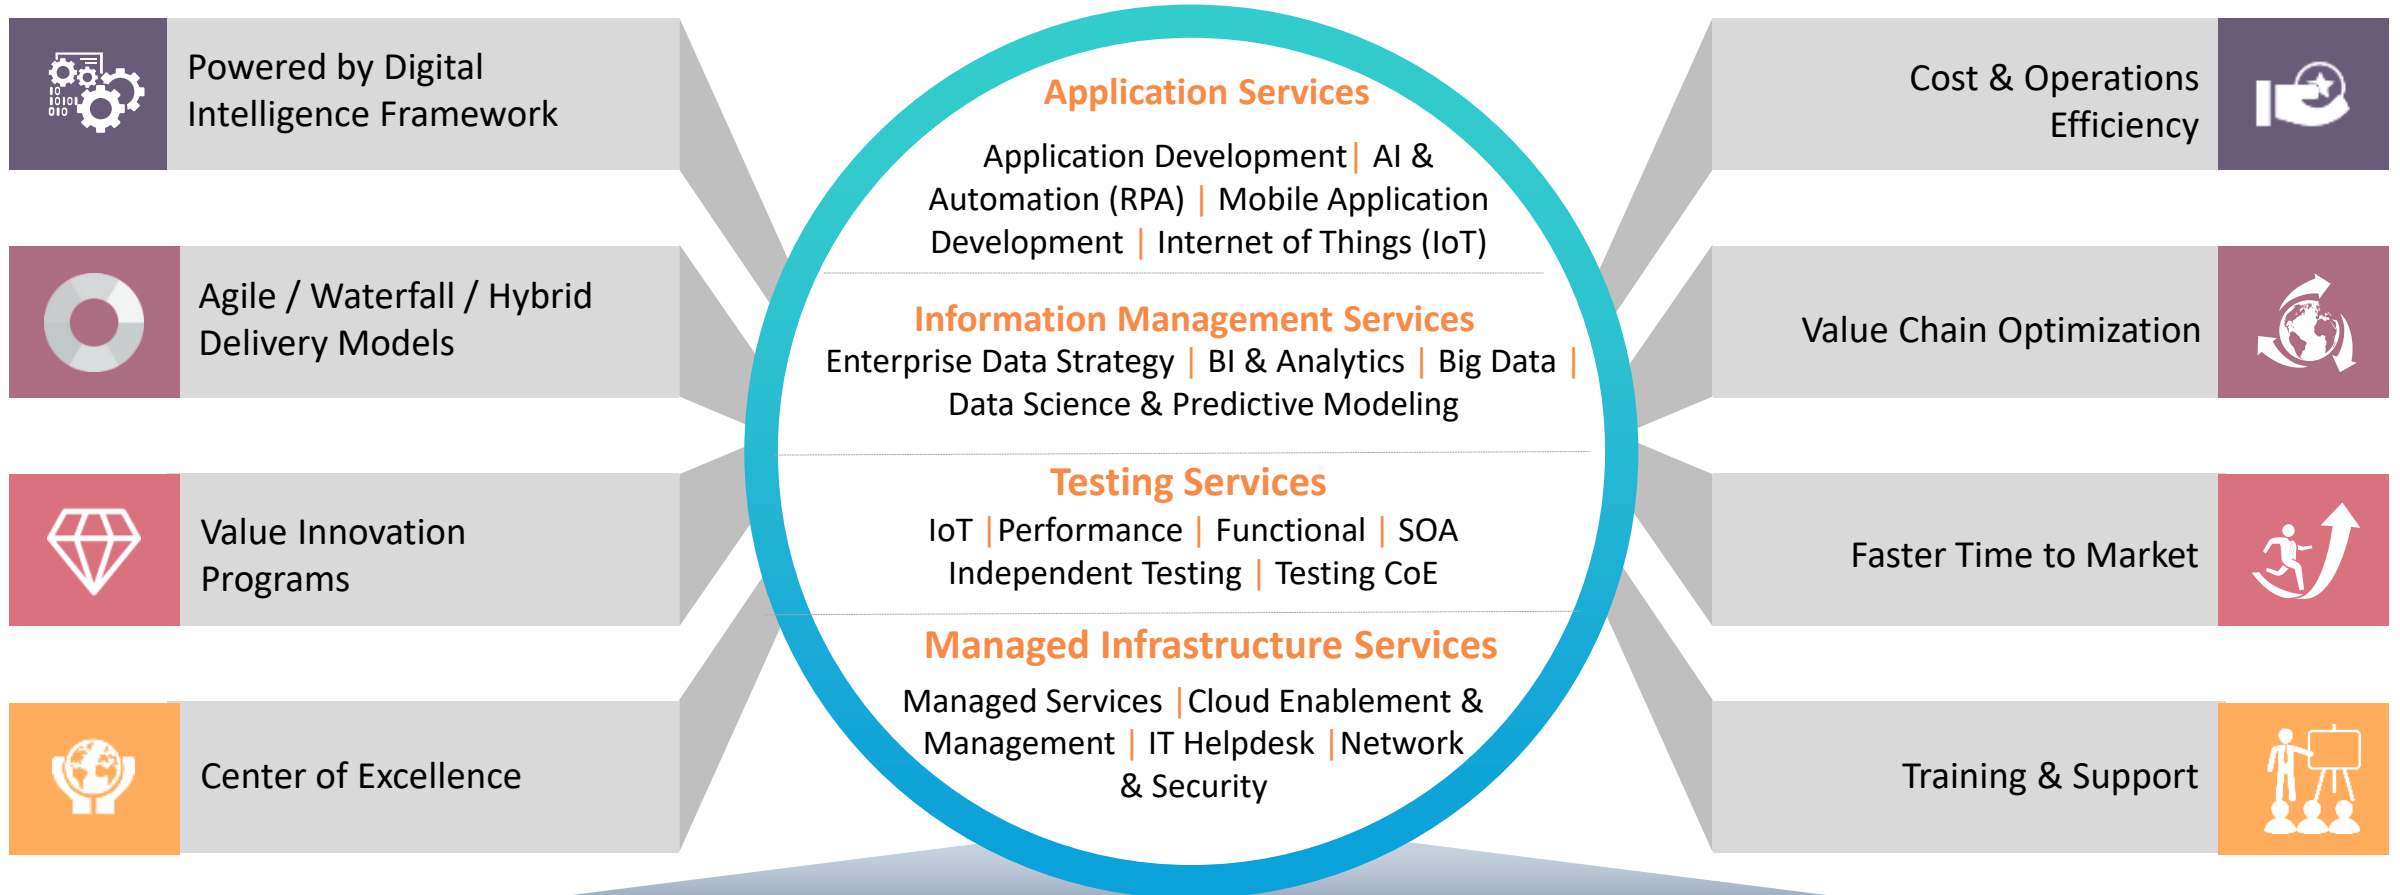 Powered by Digital
Intelligence Framework
Agile / Waterfall / Hybrid
Delivery Models
Value Innovation
Programs
Center of Excellence
Application Services
Application Development| AI &
Automation (RPA) | Mobile Application
Development | Internet of Things (IoT)
Information Management Services
Enterprise Data Strategy | BI & Analytics | Big Data |
Data Science & Predictive Modeling
Testing Services
IoT |Performance | Functional | SOA
Independent Testing | Testing CoE
Managed Infrastructure Services
Managed Services |Cloud Enablement &
Management | IT Helpdesk |Network
& Security
Cost & Operations
Efficiency
Value Chain Optimization
Faster Time to Market
Training & Support
10
10101
010